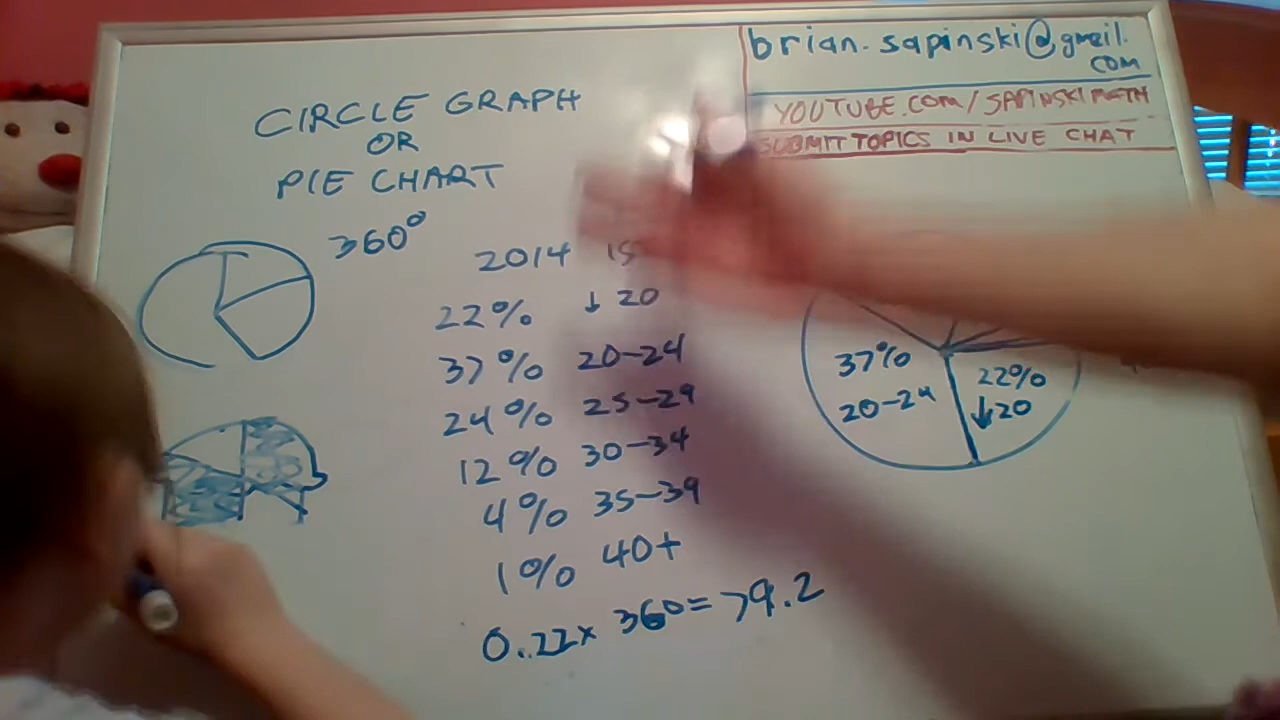 brian.sapinski@gmail.
COM
YOUTUBE.COM/SAPINSKIMATH
SUBMIT TOPICS IN LIVE CHAT
CIRCLE GRAPH
OR
PIE CHART
360°
2014
22% ↓ 20
37% 20-24
24% 25-29
12% 30-34
4% 35-39
1% 40+
0.22x 360= 79.2
37%
20-24
22%
↓20